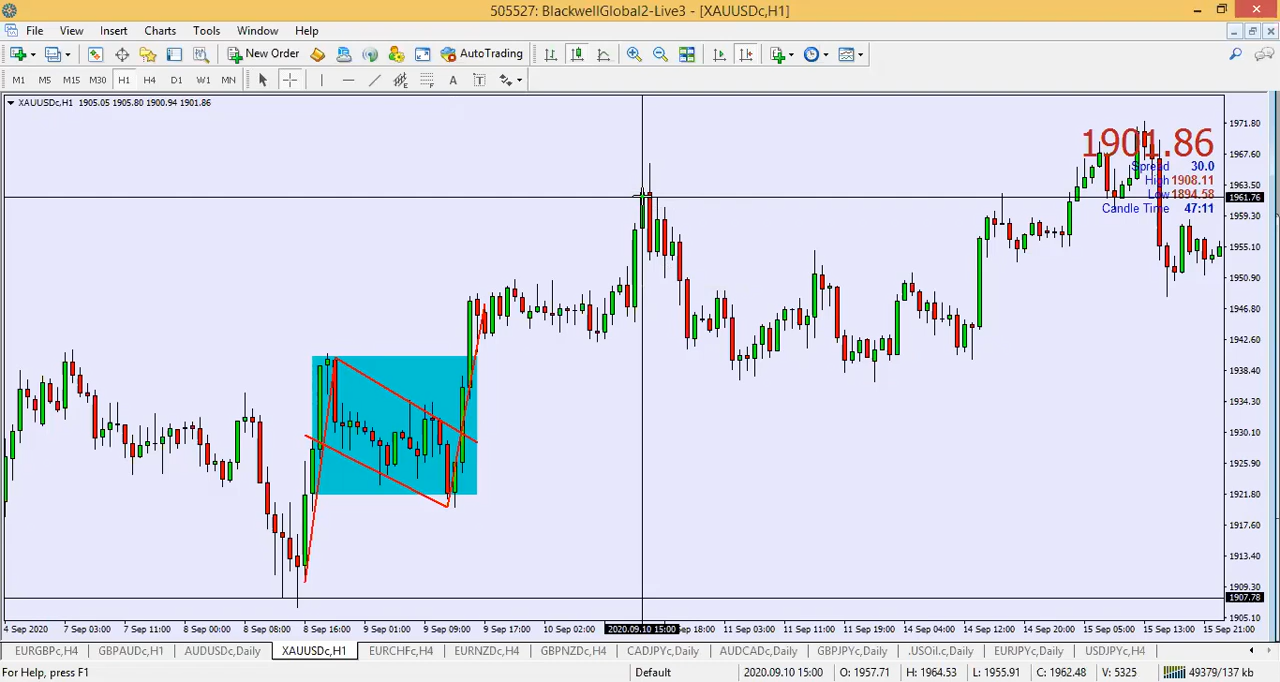 505527: BlackwellGlobal2-Live3 - [XAUUSDc,H1]
File View Insert Charts Tools Window Help
New Order AutoTrading
M1 M5 M15 M30 H1 H4 D1 W1 MN A T
XAUUSDc,H1 1905.05 1905.80 1900.94 1901.86
1901.86
Spread 30.0
High 1908.11
Low 1894.58
Candle Time 47:11
1971.80
1967.60
1963.50
1961.76
1959.30
1955.10
1950.90
1946.80
1942.60
1938.40
1934.30
1930.10
1925.90
1921.80
1917.60
1913.40
1909.30
1907.78
1905.10
4 Sep 2020 7 Sep 03:00 7 Sep 11:00 8 Sep 00:00 8 Sep 08:00 8 Sep 16:00 9 Sep 01:00 9 Sep 09:00 9 Sep 17:00 10 Sep 02:00 2020.09.10 15:00 Sep 18:00 11 Sep 03:00 11 Sep 11:00 11 Sep 19:00 14 Sep 04:00 14 Sep 12:00 14 Sep 20:00 15 Sep 05:00 15 Sep 13:00 15 Sep 21:00
EURGBPc,H4 GBPAUDc,H1 AUDUSDc,Daily XAUUSDc,H1 EURCHFc,H4 EURNZDc,H4 GBPNZDc,H4 CADJPYc,Daily AUDCADc,Daily GBPJPYc,Daily .USOil.c,Daily EURJPYc,Daily USDJPYc,H4
For Help, press F1 Default 2020.09.10 15:00 O: 1957.71 H: 1964.53 L: 1955.91 C: 1962.48 V: 5325 49379/137 kb